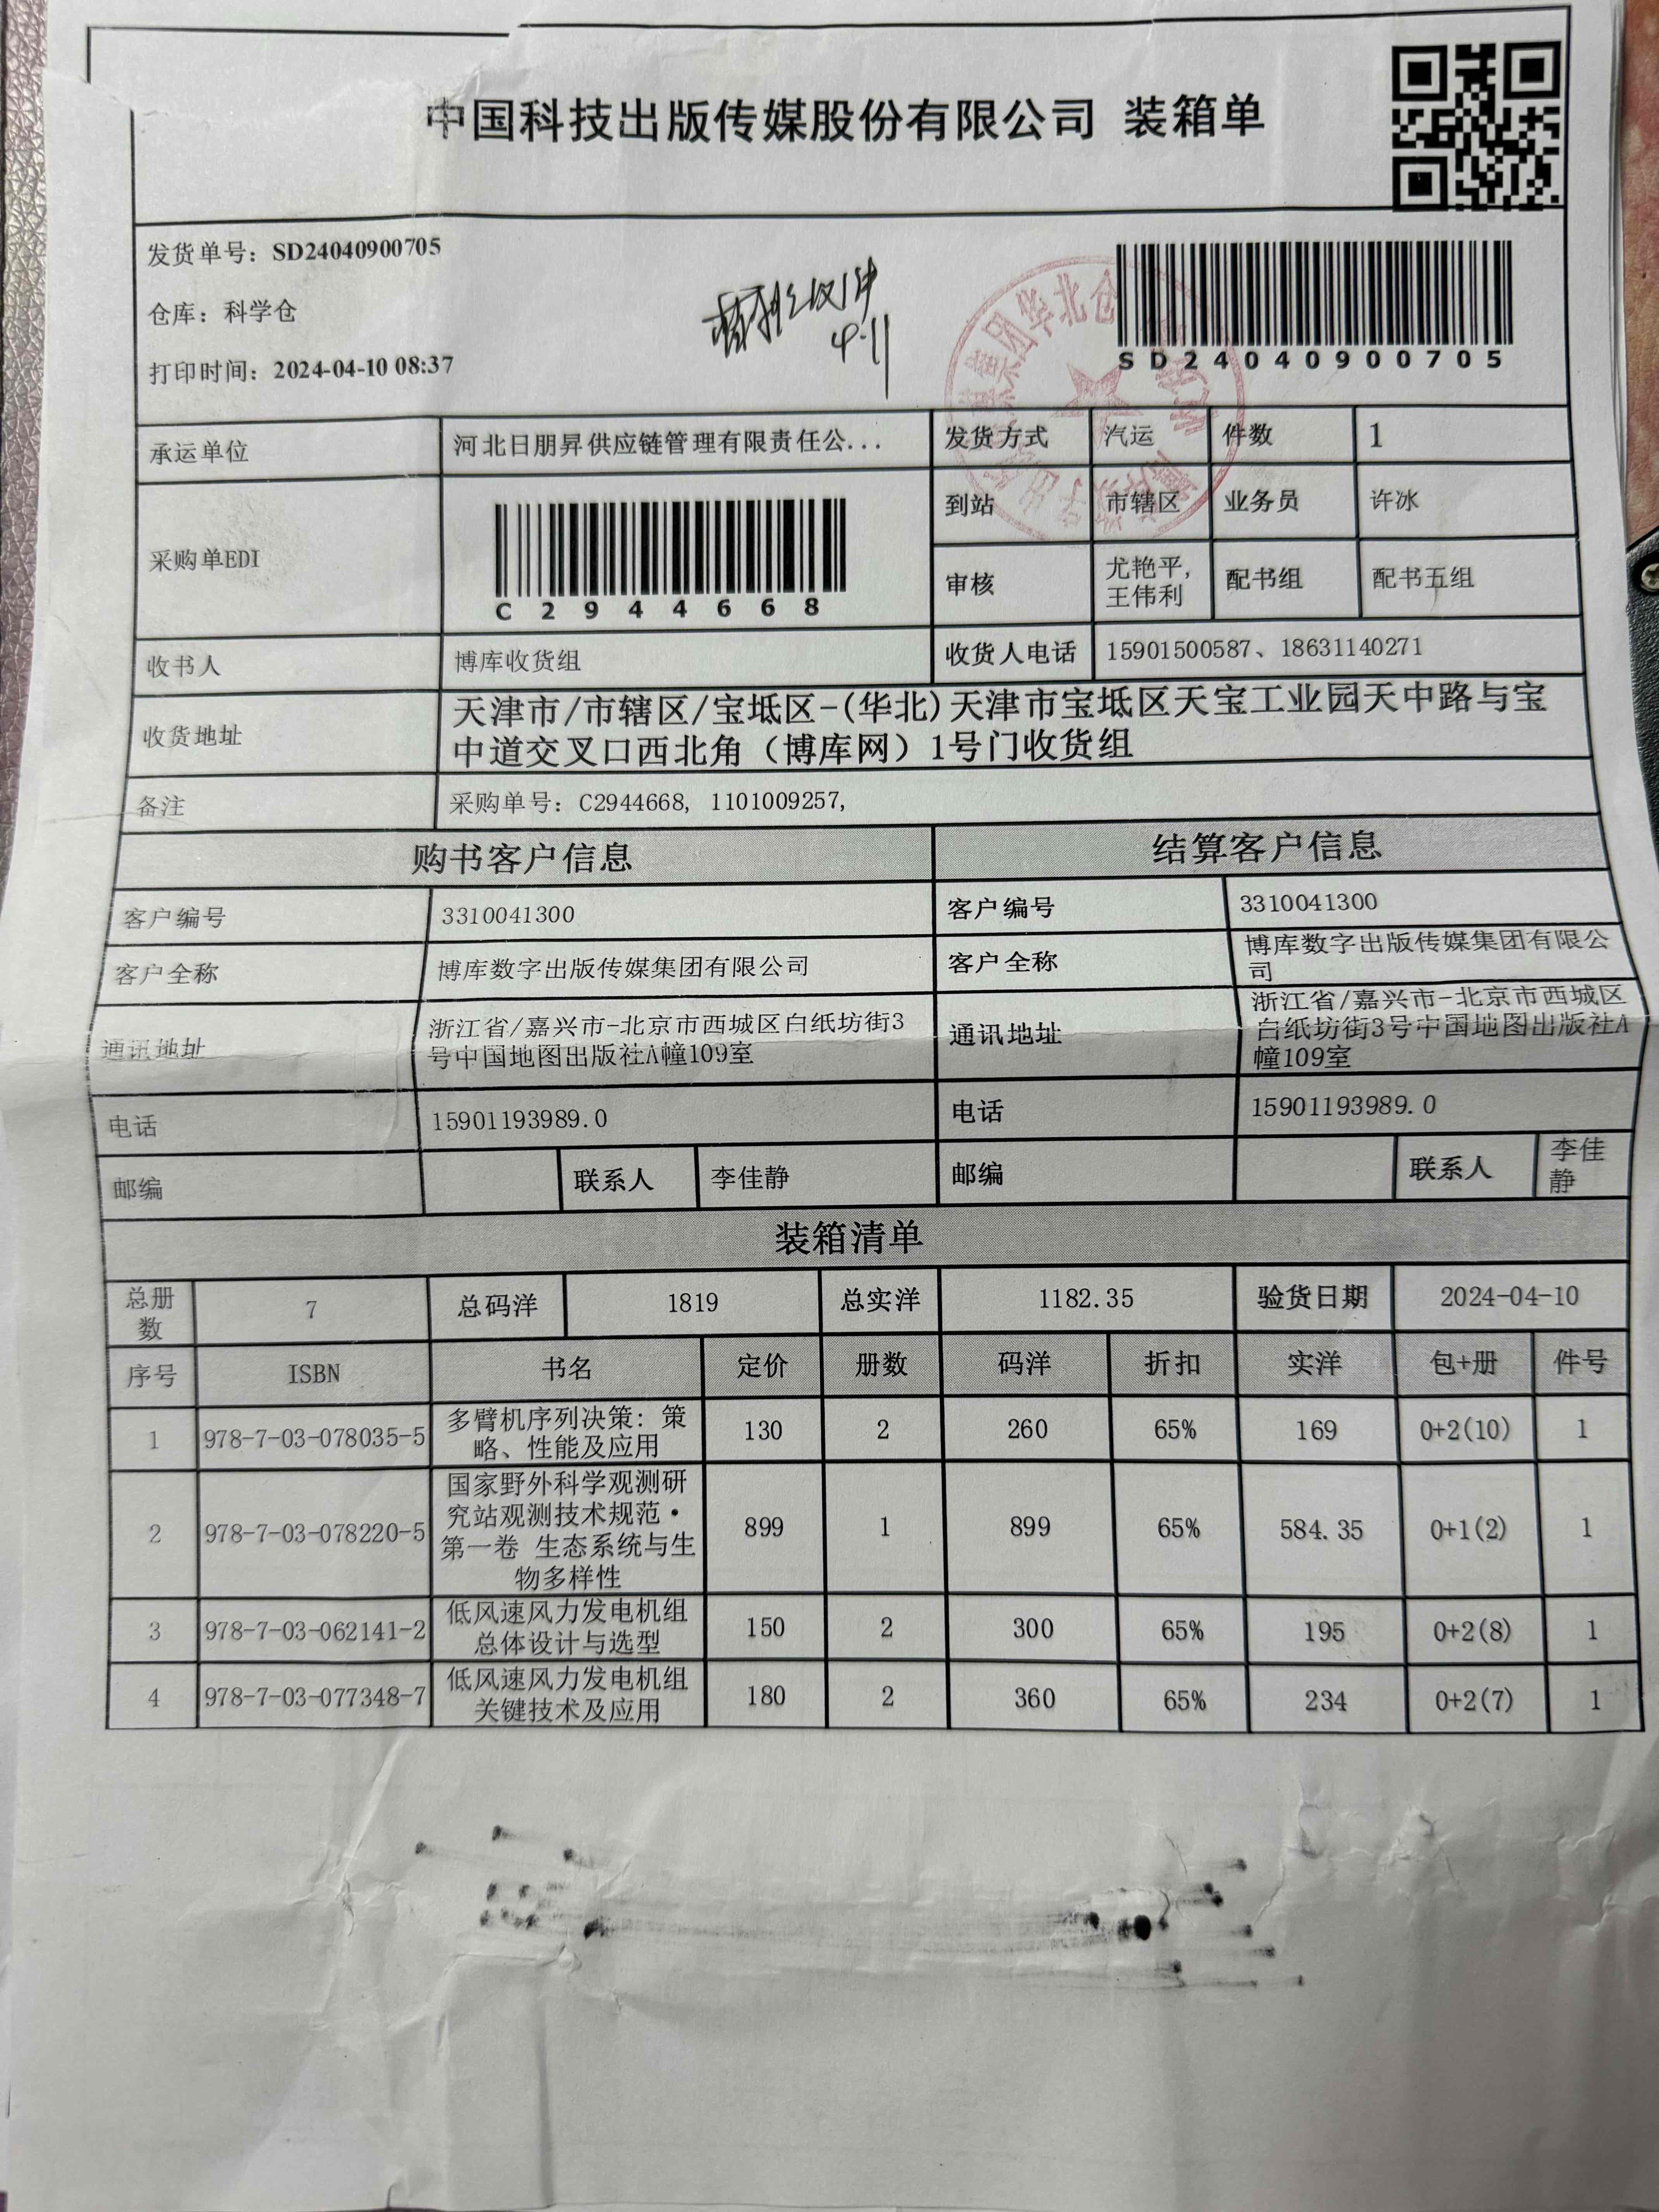 中国科技出版传媒股份有限公司 装箱单
发货单号：SD24040900705
仓库：科学仓
打印时间：2024-04-10 08:37
4.11
华北仓
SD24040900705
承运单位 河北日朋昇供应链管理有限责任公... 发货方式 汽运 件数 1
采购单EDI C2944668 到站 市辖区 业务员 许冰
审核 尤艳平, 王伟利 配书组 配书五组
收书人 博库收货组 收货人电话 15901500587、18631140271
收货地址 天津市/市辖区/宝坻区-(华北)天津市宝坻区天宝工业园天中路与宝
中道交叉口西北角（博库网）1号门收货组
备注 采购单号：C2944668, 1101009257,
购书客户信息 结算客户信息
客户编号 3310041300 客户编号 3310041300
客户全称 博库数字出版传媒集团有限公司 客户全称 博库数字出版传媒集团有限公
司
通讯地址 浙江省/嘉兴市-北京市西城区白纸坊街3
号中国地图出版社A幢109室
通讯地址 浙江省/嘉兴市-北京市西城区
白纸坊街3号中国地图出版社A
幢109室
电话 15901193989.0 电话 15901193989.0
邮编 联系人 李佳静 邮编 联系人 李佳
静
装箱清单
总册
数 7 总码洋 1819 总实洋 1182.35 验货日期 2024-04-10
序号 ISBN 书名 定价 册数 码洋 折扣 实洋 包+册 件号
1 978-7-03-078035-5 多臂机序列决策：策
略、性能及应用 130 2 260 65% 169 0+2(10) 1
2 978-7-03-078220-5 国家野外科学观测研
究站观测技术规范·
第一卷 生态系统与生
物多样性 899 1 899 65% 584.35 0+1(2) 1
3 978-7-03-062141-2 低风速风力发电机组
总体设计与选型 150 2 300 65% 195 0+2(8) 1
4 978-7-03-077348-7 低风速风力发电机组
关键技术及应用 180 2 360 65% 234 0+2(7) 1